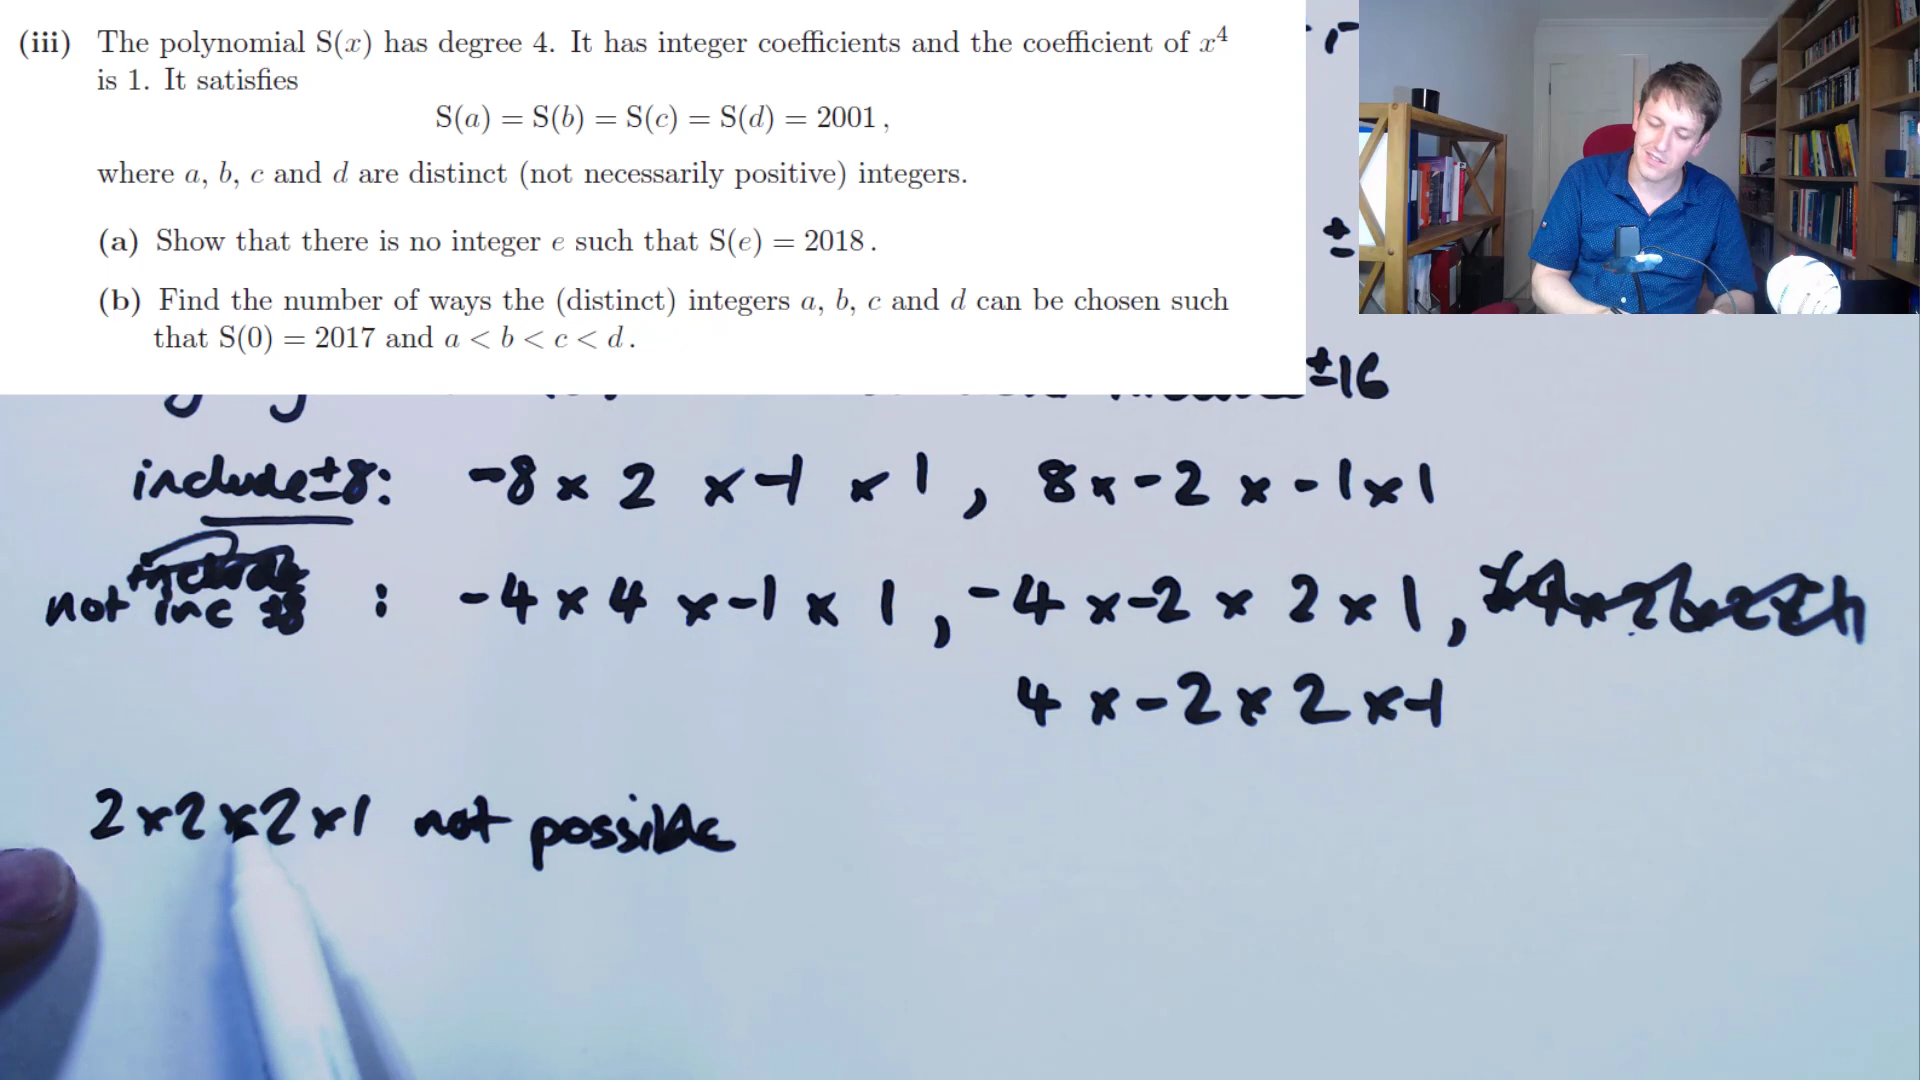 (iii) The polynomial S(x) has degree 4. It has integer coefficients and the coefficient of x⁴
is 1. It satisfies
S(a) = S(b) = S(c) = S(d) = 2001 ,
where a, b, c and d are distinct (not necessarily positive) integers.
(a) Show that there is no integer e such that S(e) = 2018 .
(b) Find the number of ways the (distinct) integers a, b, c and d can be chosen such
that S(0) = 2017 and a < b < c < d .
±
±16
include ±8: -8 × 2 × -1 × 1 , 8 × -2 × -1 × 1
not inc ±8 : -4 × 4 × -1 × 1 , -4 × -2 × 2 × 1 ,
4 × -2 × 2 × -1
2 × 2 × 2 × 1 not possible